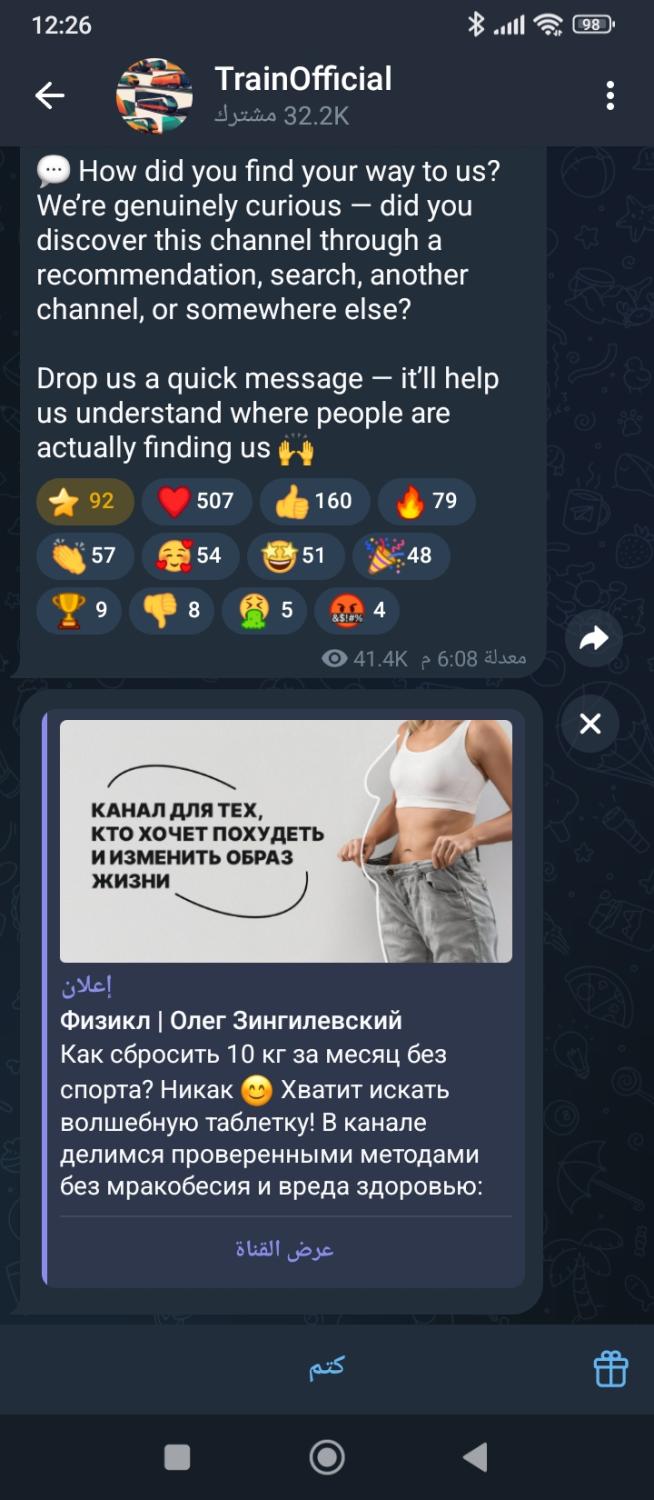 12:26
98
TrainOfficial
32.2K مشترك
💬 How did you find your way to us?
We’re genuinely curious — did you
discover this channel through a
recommendation, search, another
channel, or somewhere else?
Drop us a quick message — it’ll help
us understand where people are
actually finding us 🙌
⭐ 92 ❤️ 507 👍 160 🔥 79
👏 57 🥰 54 🤩 51 🎉 48
🏆 9 👎 8 🤮 5 🤬 4
41.4K معدلة 6:08 م
КАНАЛ ДЛЯ ТЕХ,
КТО ХОЧЕТ ПОХУДЕТЬ
И ИЗМЕНИТЬ ОБРАЗ
ЖИЗНИ
إعلان
Физикл | Олег Зингилевский
Как сбросить 10 кг за месяц без
спорта? Никак 😊 Хватит искать
волшебную таблетку! В канале
делимся проверенными методами
без мракобесия и вреда здоровью:
عرض القناة
كتم